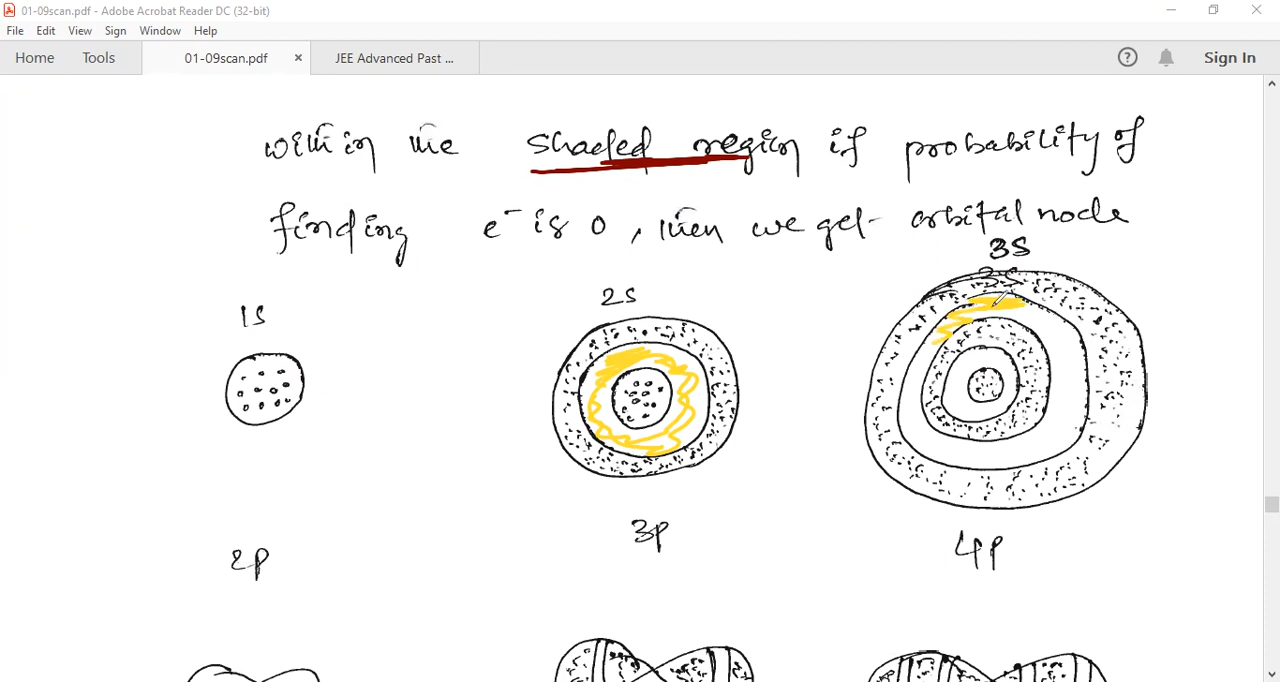 01-09scan.pdf - Adobe Acrobat Reader DC (32-bit)
File Edit View Sign Window Help
Home Tools 01-09scan.pdf × JEE Advanced Past ... ? Sign In
within the shaded region if probability of
finding e⁻ is 0, then we get orbital node
3S
3S
1S 2S
2p 3p 4p